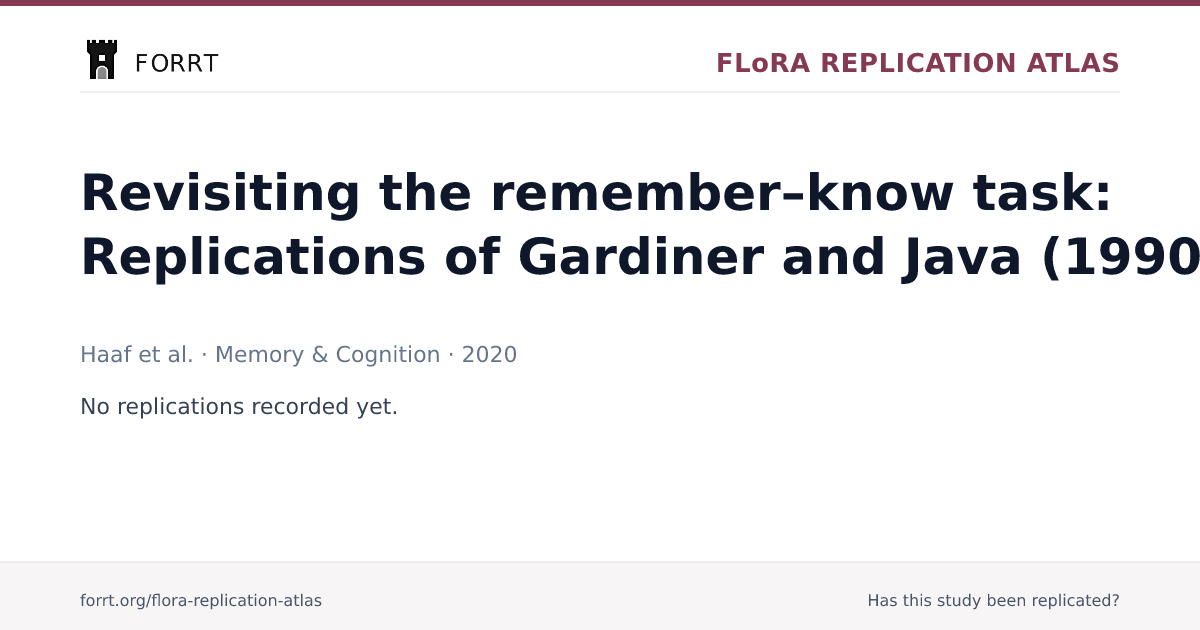 FORRT
FLoRA REPLICATION ATLAS
Revisiting the remember–know task:
Replications of Gardiner and Java (1990
Haaf et al. · Memory & Cognition · 2020
No replications recorded yet.
forrt.org/flora-replication-atlas
Has this study been replicated?